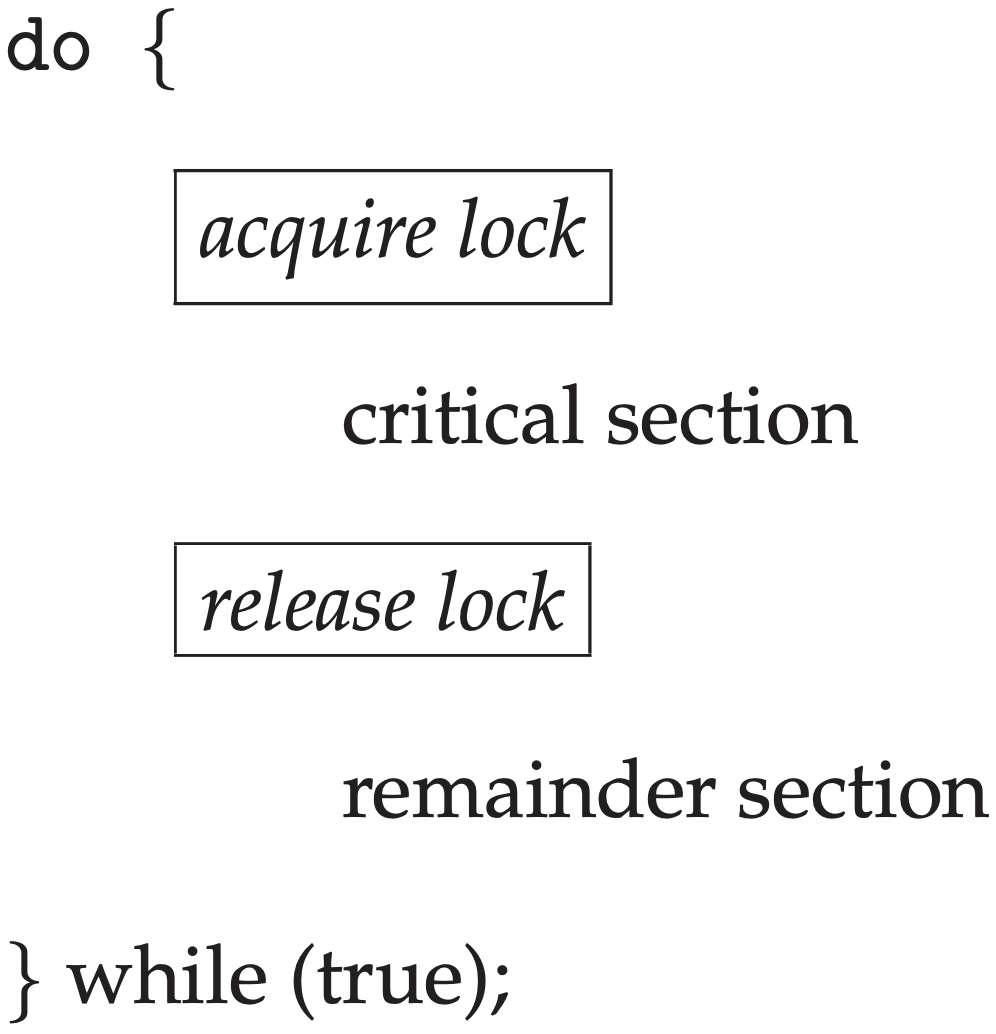 do {
acquire lock
critical section
release lock
remainder section
} while (true);